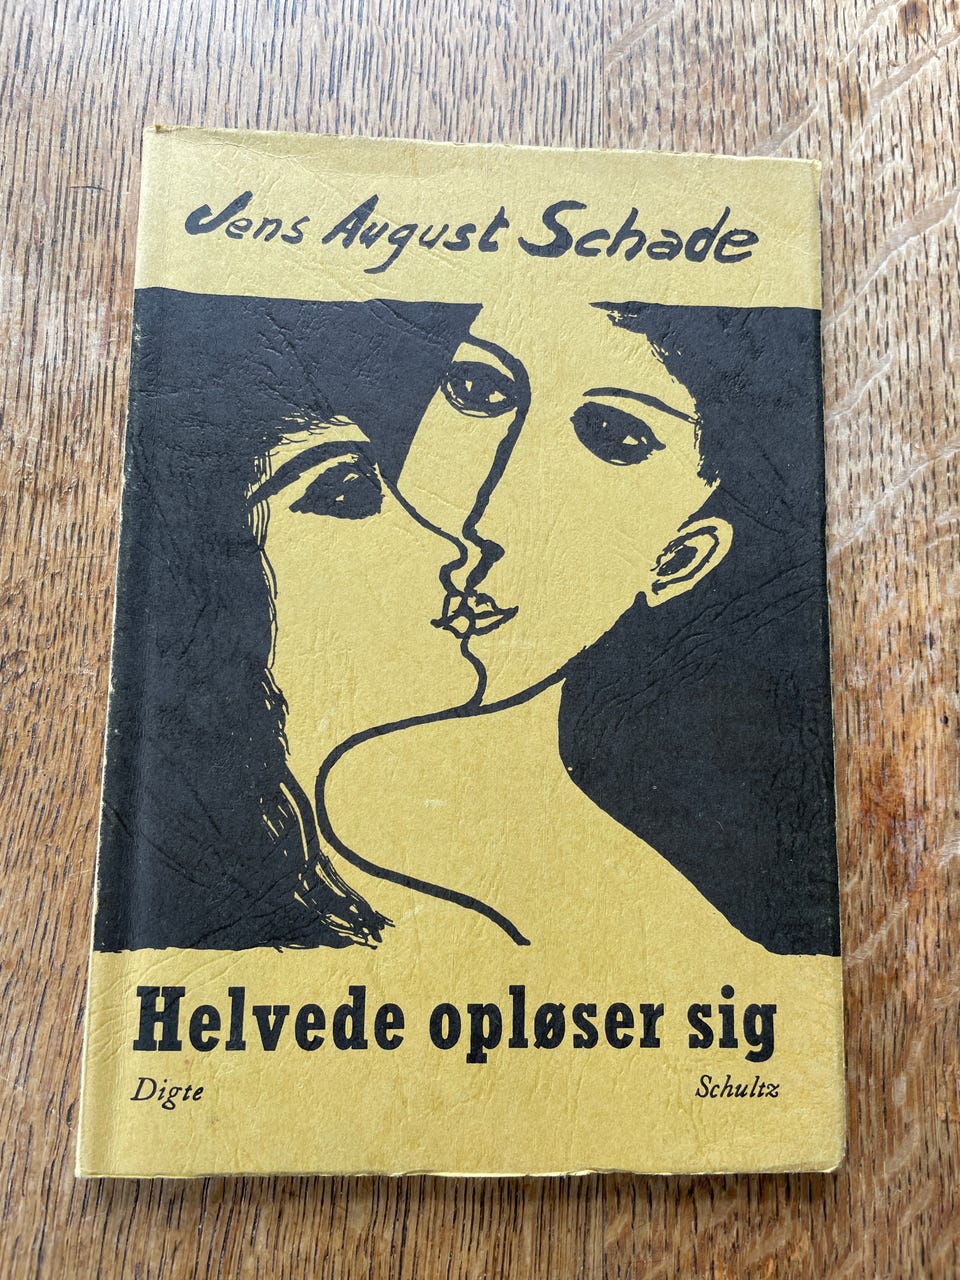 Jens August Schade
Helvede opløser sig
Digte Schultz